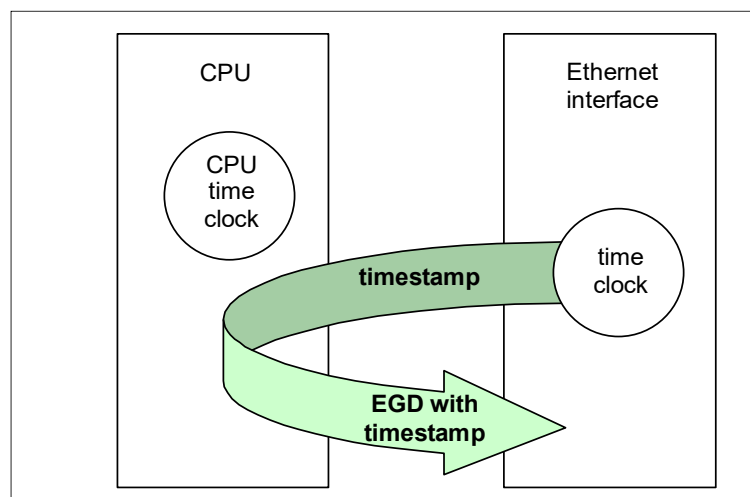 CPU
Ethernet
interface
CPU
time
clock
time
clock
timestamp
EGD with
timestamp